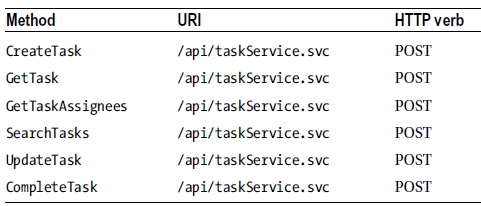 Method URI HTTP verb
CreateTask /api/taskService.svc POST
GetTask /api/taskService.svc POST
GetTaskAssignees /api/taskService.svc POST
SearchTasks /api/taskService.svc POST
UpdateTask /api/taskService.svc POST
CompleteTask /api/taskService.svc POST